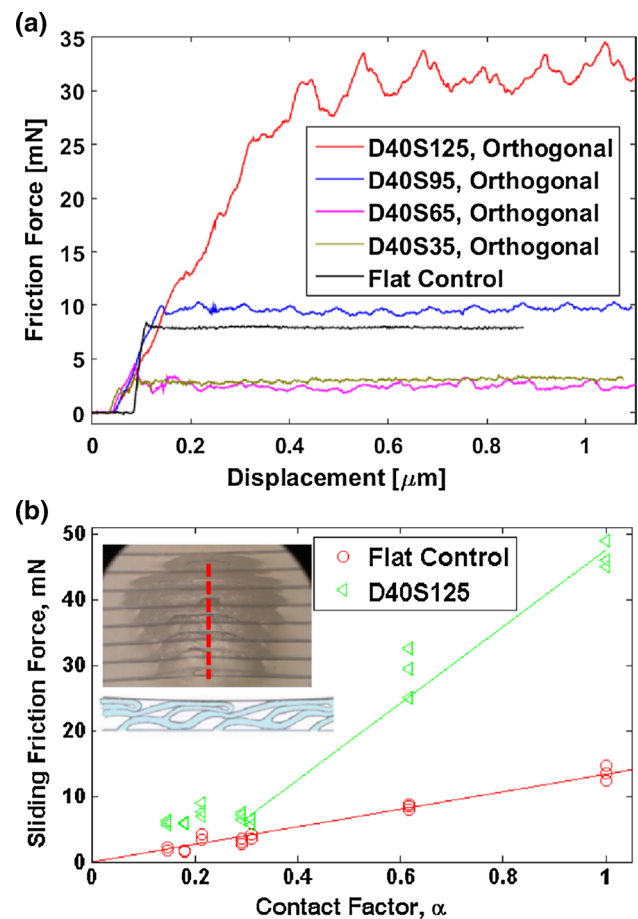 (a)
35
30
25
20
15
10
5
0
Friction Force [mN]
D40S125, Orthogonal
D40S95, Orthogonal
D40S65, Orthogonal
D40S35, Orthogonal
Flat Control
0 0.2 0.4 0.6 0.8 1
Displacement [μm]
(b)
50
40
30
20
10
0
Sliding Friction Force, mN
Flat Control
D40S125
0 0.2 0.4 0.6 0.8 1
Contact Factor, α